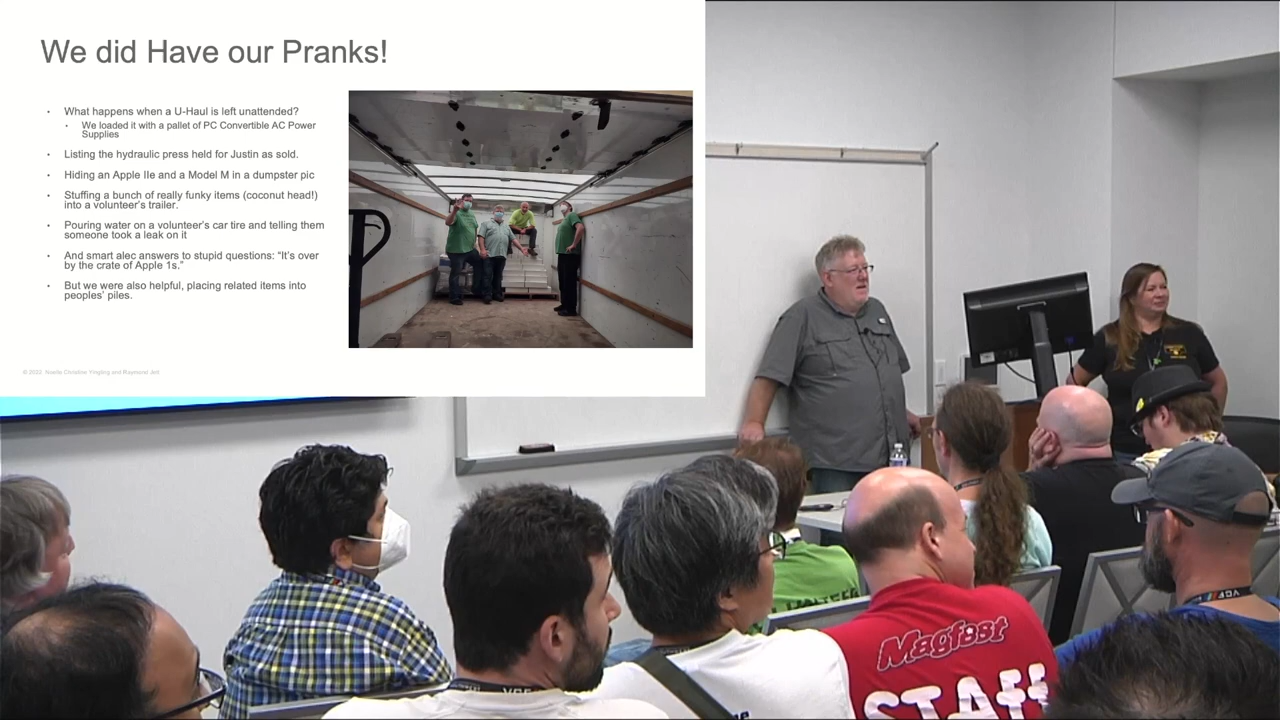 We did Have our Pranks!
• What happens when a U-Haul is left unattended?
• We loaded it with a pallet of PC Convertible AC Power
Supplies
• Listing the hydraulic press held for Justin as sold.
• Hiding an Apple IIe and a Model M in a dumpster pic
• Stuffing a bunch of really funky items (coconut head!)
into a volunteer's trailer.
• Pouring water on a volunteer's car tire and telling them
someone took a leak on it
• And smart alec answers to stupid questions: “It's over
by the crate of Apple 1s.”
• But we were also helpful, placing related items into
peoples' piles.
Magfast
STAFF
VCF
VCF